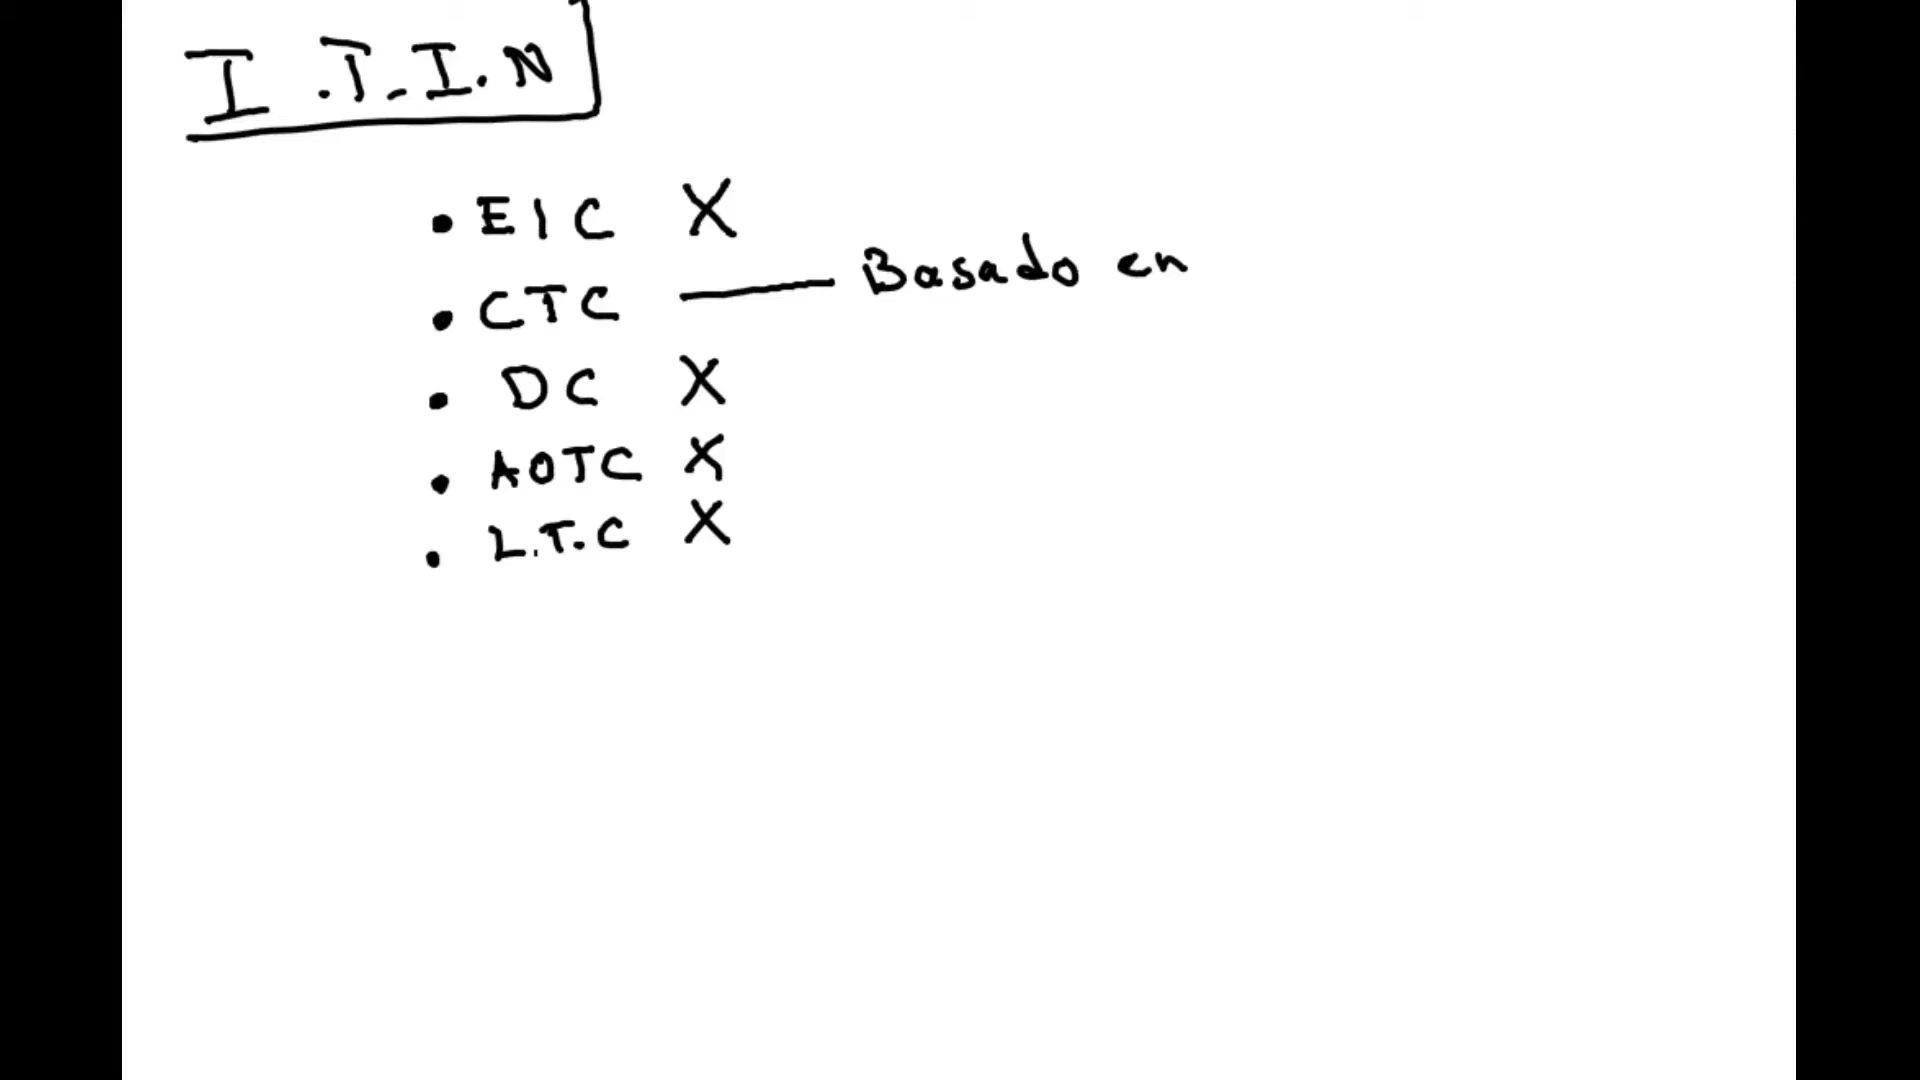 I.T.I.N
• EIC X
• CTC — Basado en
• DC X
• AOTC X
• L.T.C X